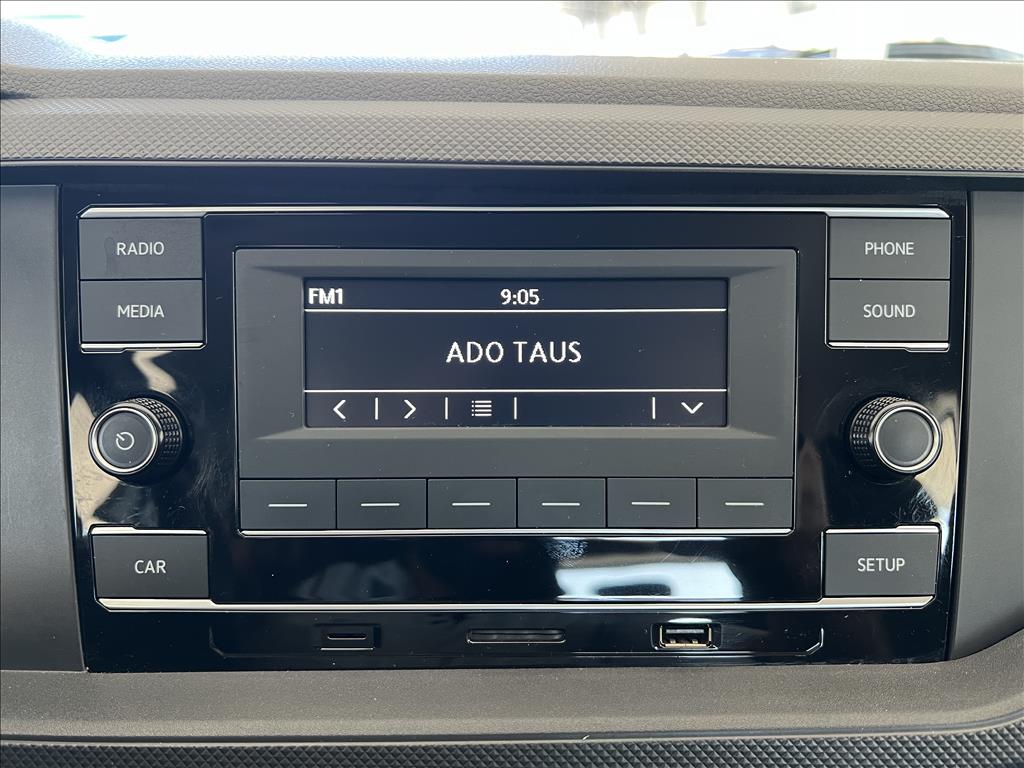 RADIO
MEDIA
FM1 9:05
ADO TAUS
PHONE
SOUND
CAR
SETUP